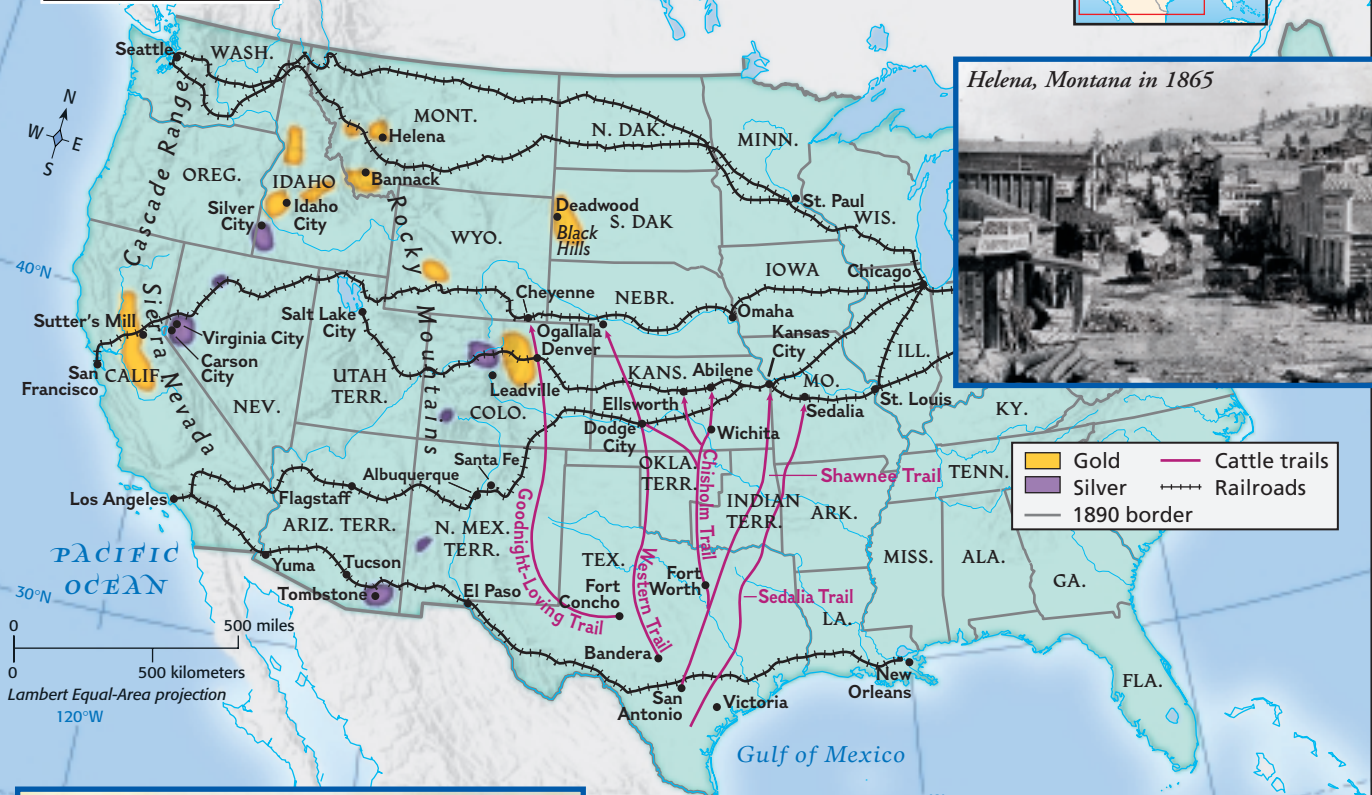 Helena, Montana in 1865
Seattle
WASH.
N
W
E
S
Cascade Range
MONT.
Helena
N. DAK.
MINN.
OREG.
IDAHO
Bannack
Silver
City
Idaho
City
Rocky
Mountains
Deadwood
Black
Hills
S. DAK
St. Paul
WIS.
WYO.
40°N
IOWA
Chicago
Cheyenne
NEBR.
Sierra Nevada
Sutter's Mill
Salt Lake
City
Virginia City
Carson
City
Ogallala
Denver
Omaha
Kansas
City
ILL.
San
Francisco
CALIF.
UTAH
TERR.
NEV.
Leadville
COLO.
KANS.
Abilene
MO.
Ellsworth
Sedalia
St. Louis
KY.
Dodge
City
Wichita
Santa Fe
Albuquerque
OKLA.
TERR.
Chisholm Trail
Shawnee Trail
TENN.
Los Angeles
Flagstaff
Goodnight-Loving Trail
INDIAN
TERR.
ARK.
ARIZ. TERR.
N. MEX.
TERR.
PACIFIC
OCEAN
Yuma
Tucson
TEX.
Western Trail
Fort
Worth
MISS.
ALA.
GA.
30°N
Tombstone
El Paso
Fort
Concho
Sedalia Trail
LA.
0
500 miles
0
500 kilometers
Lambert Equal-Area projection
120°W
Bandera
San
Antonio
Victoria
New
Orleans
FLA.
Gulf of Mexico
Gold
Silver
1890 border
Cattle trails
Railroads